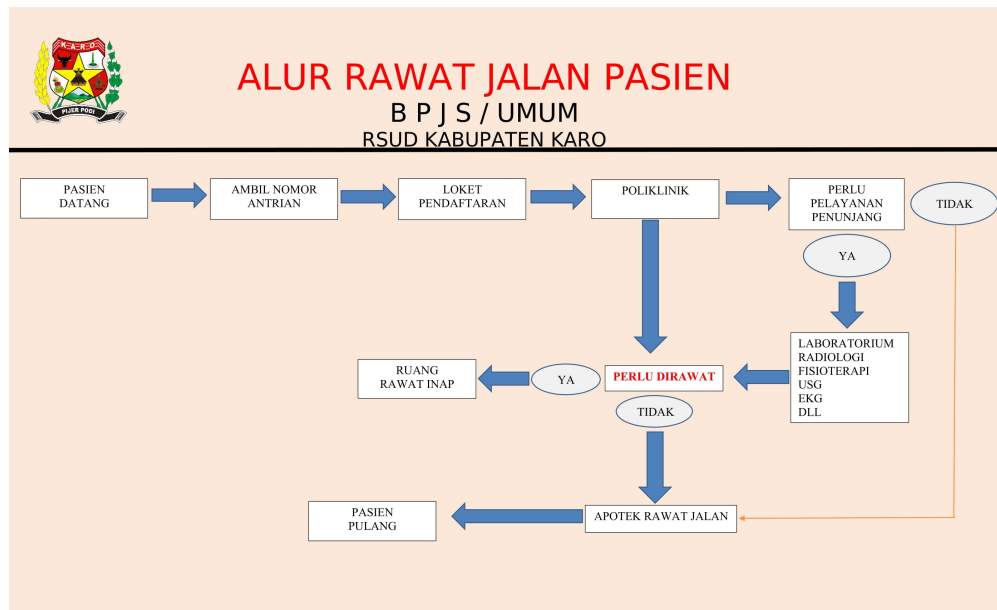 K-A-R-O
PIJER PODI
ALUR RAWAT JALAN PASIEN
B P J S / UMUM
RSUD KABUPATEN KARO
PASIEN
DATANG
AMBIL NOMOR
ANTRIAN
LOKET
PENDAFTARAN
POLIKLINIK
PERLU
PELAYANAN
PENUNJANG
TIDAK
YA
LABORATORIUM
RADIOLOGI
FISIOTERAPI
USG
EKG
DLL
PERLU DIRAWAT
YA
RUANG
RAWAT INAP
TIDAK
APOTEK RAWAT JALAN
PASIEN
PULANG